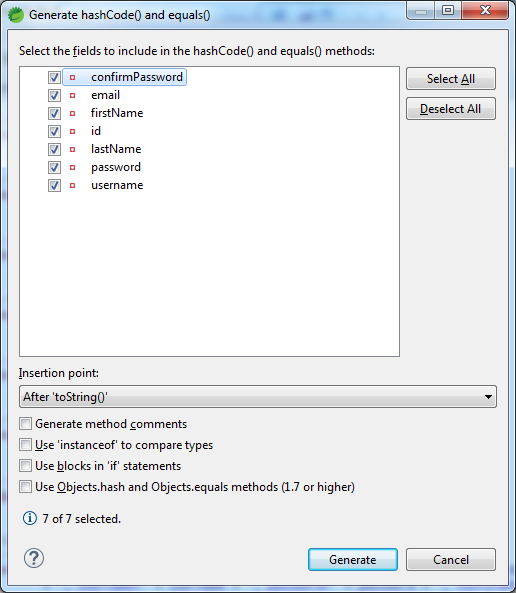 Generate hashCode() and equals()
Select the fields to include in the hashCode() and equals() methods:
confirmPassword
email
firstName
id
lastName
password
username
Select All
Deselect All
Insertion point:
After 'toString()'
Generate method comments
Use 'instanceof' to compare types
Use blocks in 'if' statements
Use Objects.hash and Objects.equals methods (1.7 or higher)
7 of 7 selected.
Generate
Cancel